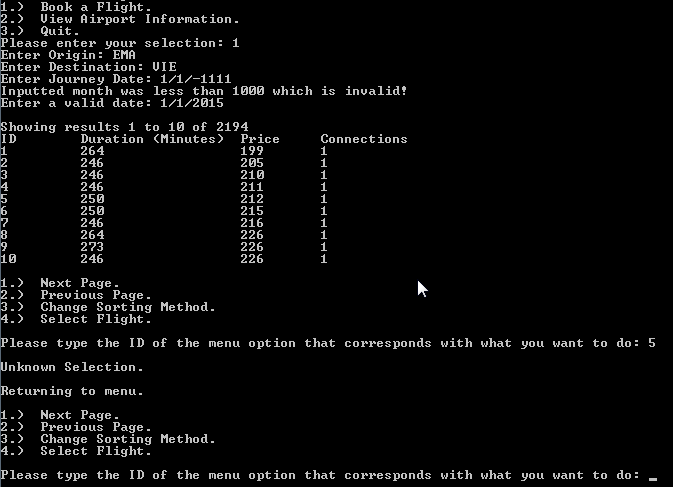 1.)  Book a Flight.
2.)  View Airport Information.
3.)  Quit.
Please enter your selection: 1
Enter Origin: EMA
Enter Destination: VIE
Enter Journey Date: 1/1/-1111
Inputted month was less than 1000 which is invalid!
Enter a valid date: 1/1/2015
Showing results 1 to 10 of 2194
ID        Duration (Minutes)  Price     Connections
1         264                 199       1
2         246                 205       1
3         246                 210       1
4         246                 211       1
5         250                 212       1
6         250                 215       1
7         246                 216       1
8         264                 226       1
9         273                 226       1
10        246                 226       1
1.)  Next Page.
2.)  Previous Page.
3.)  Change Sorting Method.
4.)  Select Flight.
Please type the ID of the menu option that corresponds with what you want to do: 5
Unknown Selection.
Returning to menu.
1.)  Next Page.
2.)  Previous Page.
3.)  Change Sorting Method.
4.)  Select Flight.
Please type the ID of the menu option that corresponds with what you want to do: _